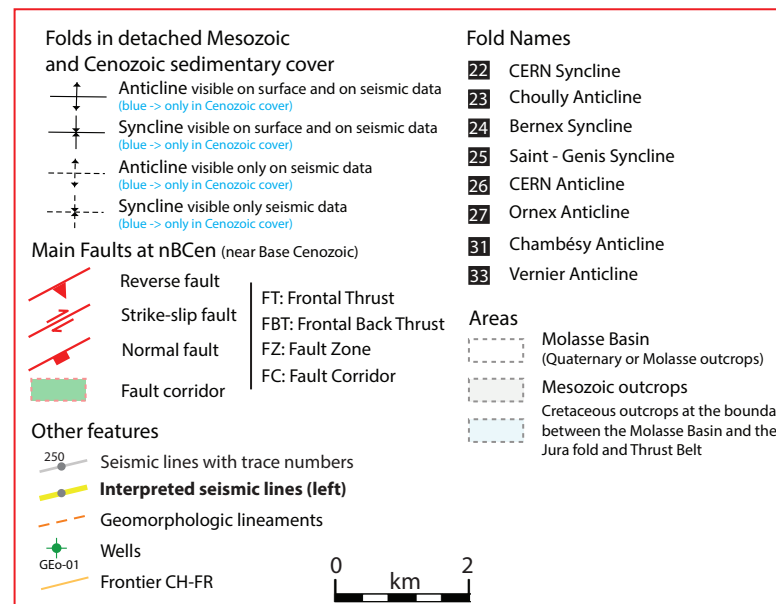 Folds in detached Mesozoic
and Cenozoic sedimentary cover
Anticline visible on surface and on seismic data
(blue -> only in Cenozoic cover)
Syncline visible on surface and on seismic data
(blue -> only in Cenozoic cover)
Anticline visible only on seismic data
(blue -> only in Cenozoic cover)
Syncline visible only seismic data
(blue -> only in Cenozoic cover)
Main Faults at nBCen (near Base Cenozoic)
Reverse fault
Strike-slip fault
Normal fault
Fault corridor
FT: Frontal Thrust
FBT: Frontal Back Thrust
FZ: Fault Zone
FC: Fault Corridor
Other features
250 Seismic lines with trace numbers
Interpreted seismic lines (left)
Geomorphologic lineaments
Wells
GEo-01
Frontier CH-FR
0 2
km
Fold Names
22 CERN Syncline
23 Choully Anticline
24 Bernex Syncline
25 Saint - Genis Syncline
26 CERN Anticline
27 Ornex Anticline
31 Chambésy Anticline
33 Vernier Anticline
Areas
Molasse Basin
(Quaternary or Molasse outcrops)
Mesozoic outcrops
Cretaceous outcrops at the bounda
between the Molasse Basin and the
Jura fold and Thrust Belt